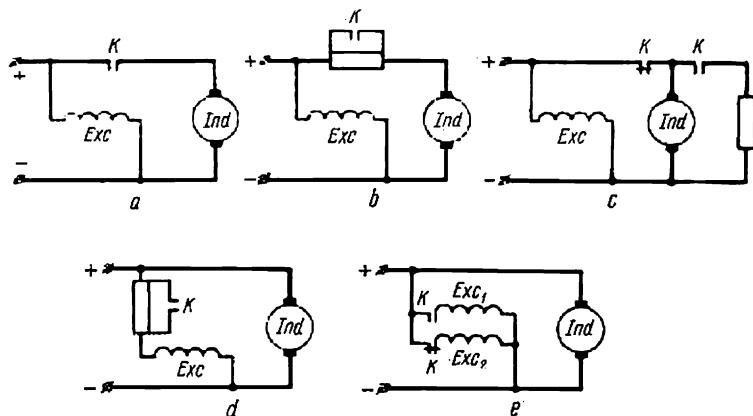 K
+
Ind
Exc
−
a
K
+
Ind
Exc
−
b
K K
+
Exc Ind
−
c
+
K
Ind
Exc
−
d
+
K Exc₁
Ind
K Exc₂
−
e